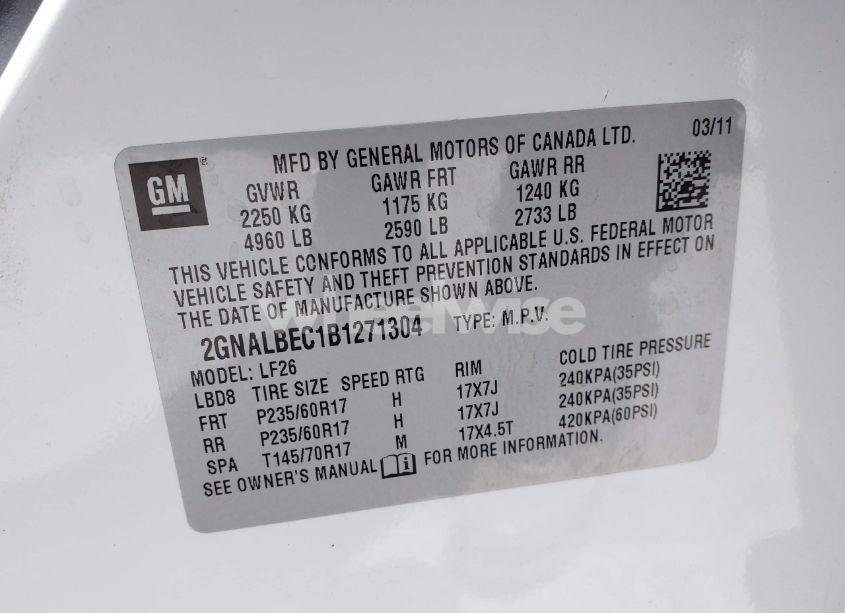 GM
MFD BY GENERAL MOTORS OF CANADA LTD. 03/11
GVWR GAWR FRT GAWR RR
2250 KG 1175 KG 1240 KG
4960 LB 2590 LB 2733 LB
THIS VEHICLE CONFORMS TO ALL APPLICABLE U.S. FEDERAL MOTOR
VEHICLE SAFETY AND THEFT PREVENTION STANDARDS IN EFFECT ON
THE DATE OF MANUFACTURE SHOWN ABOVE.
wheelwise
2GNALBEC1B1271304 TYPE: M.P.V.
MODEL: LF26
LBD8 TIRE SIZE SPEED RTG RIM COLD TIRE PRESSURE
FRT P235/60R17 H 17X7J 240KPA(35PSI)
RR P235/60R17 H 17X7J 240KPA(35PSI)
SPA T145/70R17 M 17X4.5T 420KPA(60PSI)
SEE OWNER'S MANUAL FOR MORE INFORMATION.